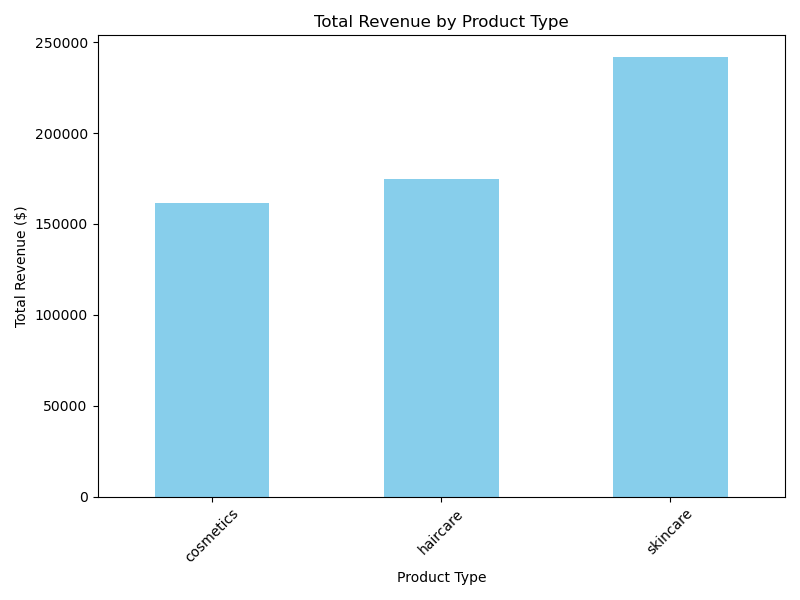 Total Revenue by Product Type
Total Revenue ($)
250000
200000
150000
100000
50000
0
cosmetics
haircare
skincare
Product Type